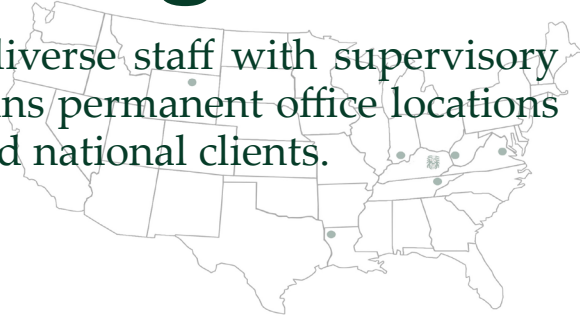 diverse staff with supervisory
ns permanent office locations
d national clients.